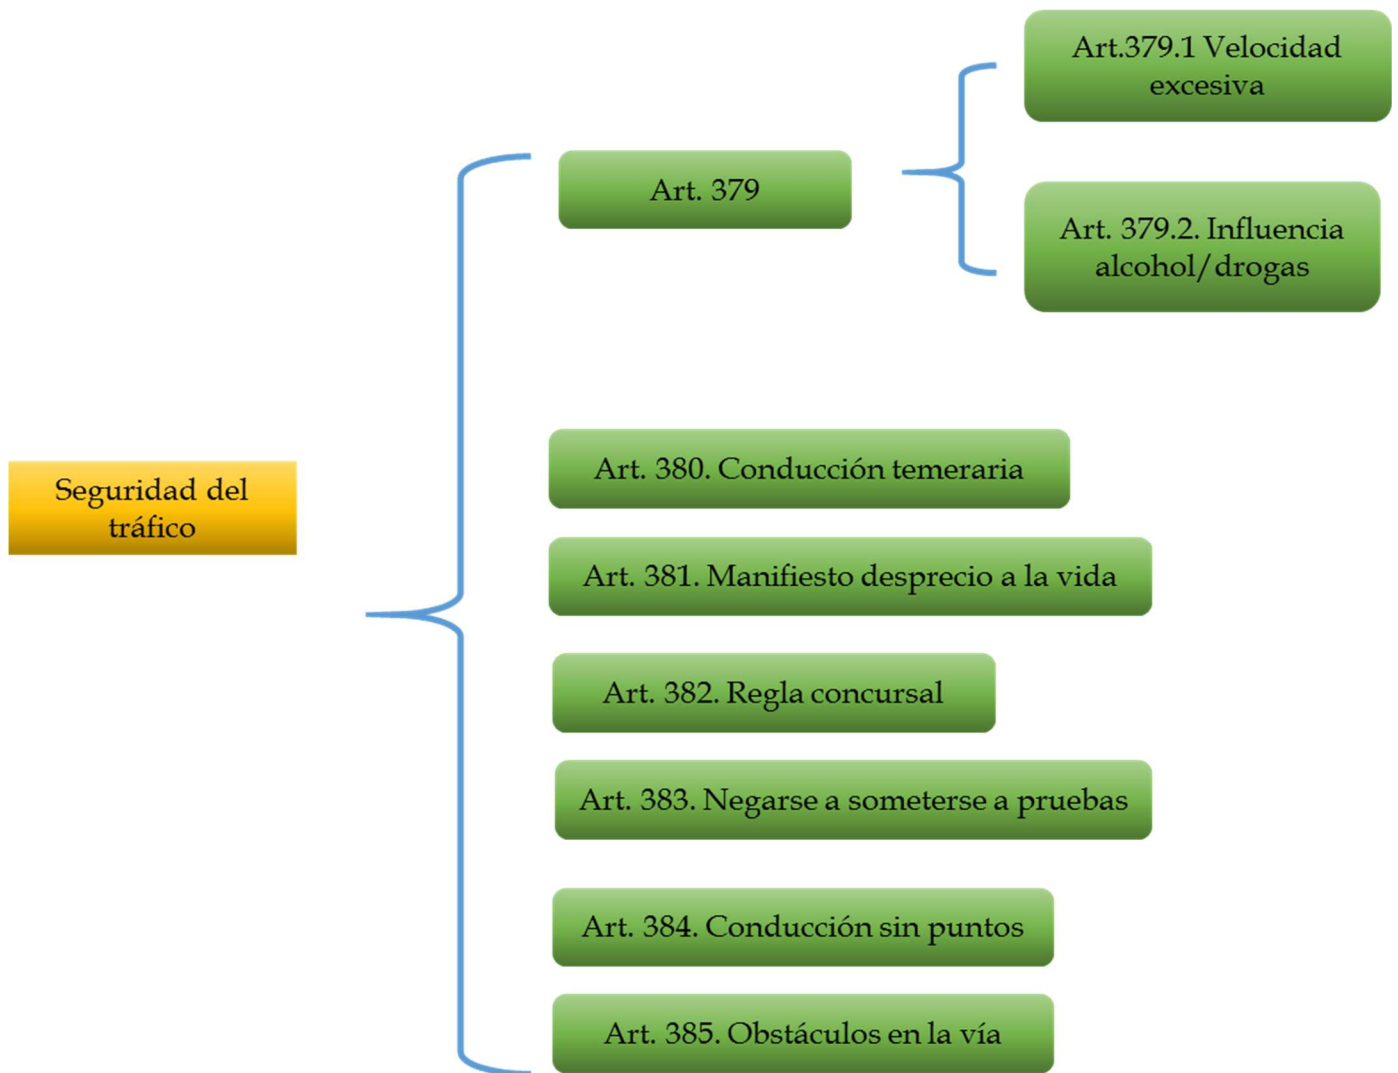 Seguridad del
tráfico
Art. 379
Art.379.1 Velocidad
excesiva
Art. 379.2. Influencia
alcohol/drogas
Art. 380. Conducción temeraria
Art. 381. Manifiesto desprecio a la vida
Art. 382. Regla concursal
Art. 383. Negarse a someterse a pruebas
Art. 384. Conducción sin puntos
Art. 385. Obstáculos en la vía